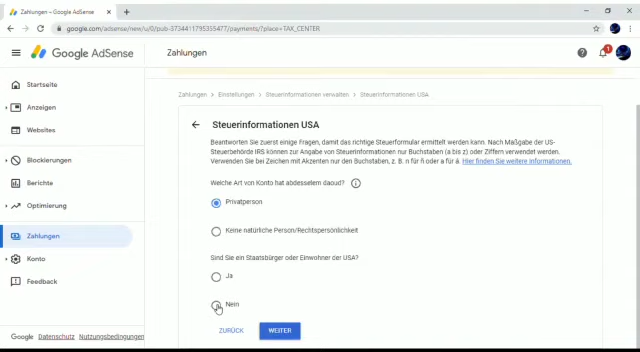 Zahlungen - Google AdSense
google.com/adsense/new/u/0/pub-3734411795355477/payments/?place=TAX_CENTER
Google AdSense
Zahlungen
1
Startseite
Anzeigen
Websites
Blockierungen
Berichte
Optimierung
Zahlungen
Konto
Feedback
Google Datenschutz Nutzungsbedingungen
Zahlungen > Einstellungen > Steuerinformationen verwalten > Steuerinformationen USA
Steuerinformationen USA
Beantworten Sie zuerst einige Fragen, damit das richtige Steuerformular ermittelt werden kann. Nach Maßgabe der US-
Steuerbehörde IRS können zur Angabe von Steuerinformationen nur Buchstaben (a bis z) oder Ziffern verwendet werden.
Verwenden Sie bei Zeichen mit Akzenten nur den Buchstaben, z. B. n für ñ oder a für á. Hier finden Sie weitere Informationen.
Welche Art von Konto hat abdesselem daoud?
Privatperson
Keine natürliche Person/Rechtspersönlichkeit
Sind Sie ein Staatsbürger oder Einwohner der USA?
Ja
Nein
ZURÜCK
WEITER